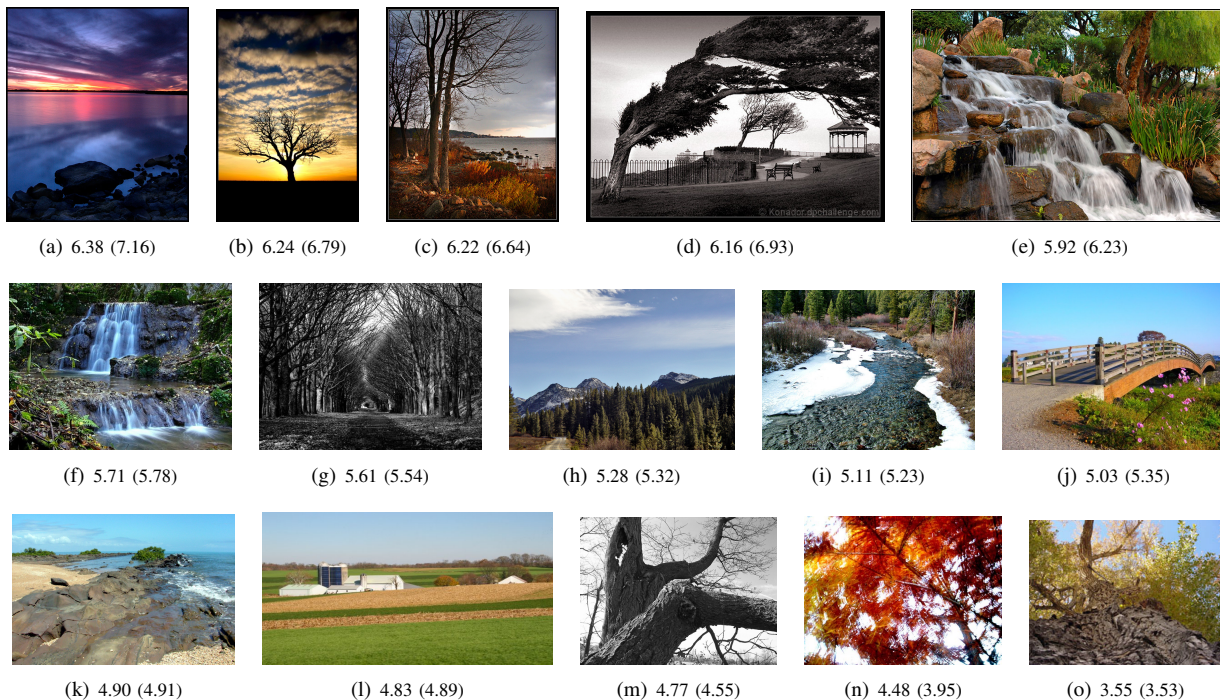 © Konador.dpchallenge.com
(a) 6.38 (7.16)
(b) 6.24 (6.79)
(c) 6.22 (6.64)
(d) 6.16 (6.93)
(e) 5.92 (6.23)
(f) 5.71 (5.78)
(g) 5.61 (5.54)
(h) 5.28 (5.32)
(i) 5.11 (5.23)
(j) 5.03 (5.35)
(k) 4.90 (4.91)
(l) 4.83 (4.89)
(m) 4.77 (4.55)
(n) 4.48 (3.95)
(o) 3.55 (3.53)